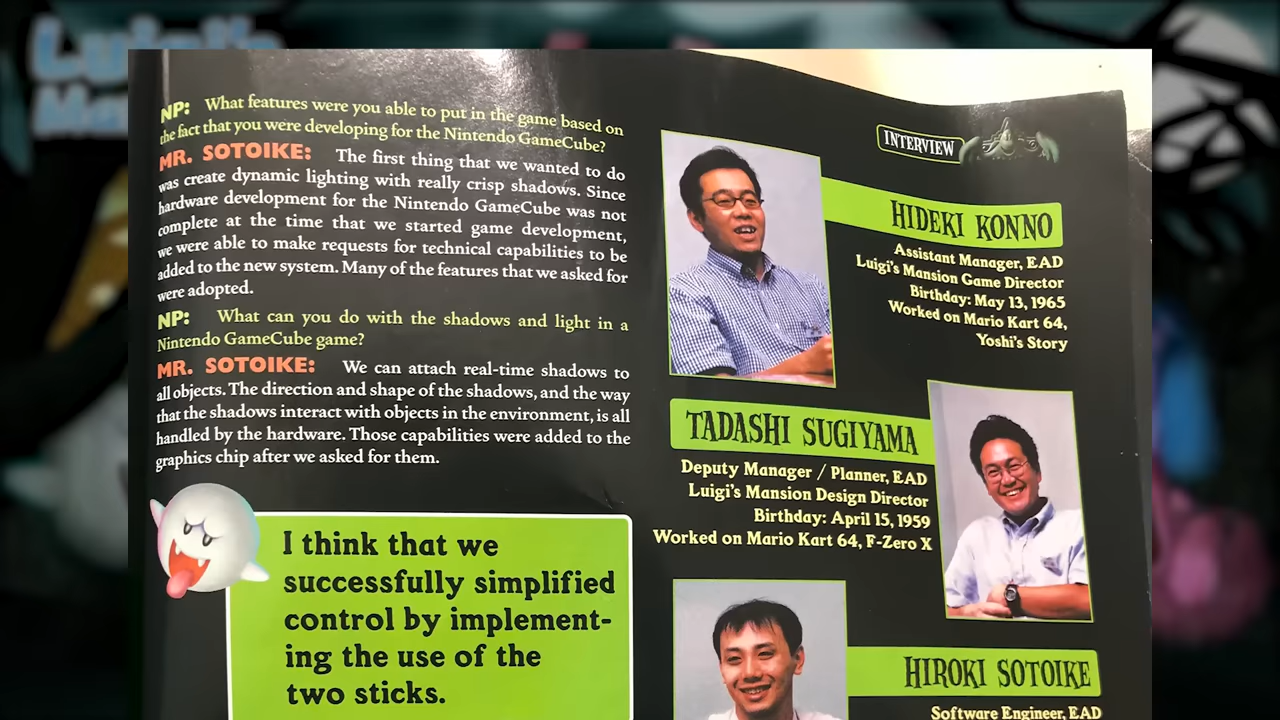 Luigi's
NP: What features were you able to put in the game based on
the fact that you were developing for the Nintendo GameCube?
MR. SOTOIKE: The first thing that we wanted to do
was create dynamic lighting with really crisp shadows. Since
hardware development for the Nintendo GameCube was not
complete at the time that we started game development,
we were able to make requests for technical capabilities to be
added to the new system. Many of the features that we asked for
were adopted.
NP: What can you do with the shadows and light in a
Nintendo GameCube game?
MR. SOTOIKE: We can attach real-time shadows to
all objects. The direction and shape of the shadows, and the way
that the shadows interact with objects in the environment, is all
handled by the hardware. Those capabilities were added to the
graphics chip after we asked for them.
I think that we
successfully simplified
control by implement-
ing the use of the
two sticks.
INTERVIEW
HIDEKI KONNO
Assistant Manager, EAD
Luigi's Mansion Game Director
Birthday: May 13, 1965
Worked on Mario Kart 64,
Yoshi's Story
TADASHI SUGIYAMA
Deputy Manager / Planner, EAD
Luigi's Mansion Design Director
Birthday: April 15, 1959
Worked on Mario Kart 64, F-Zero X
HIROKI SOTOIKE
Software Engineer, EAD